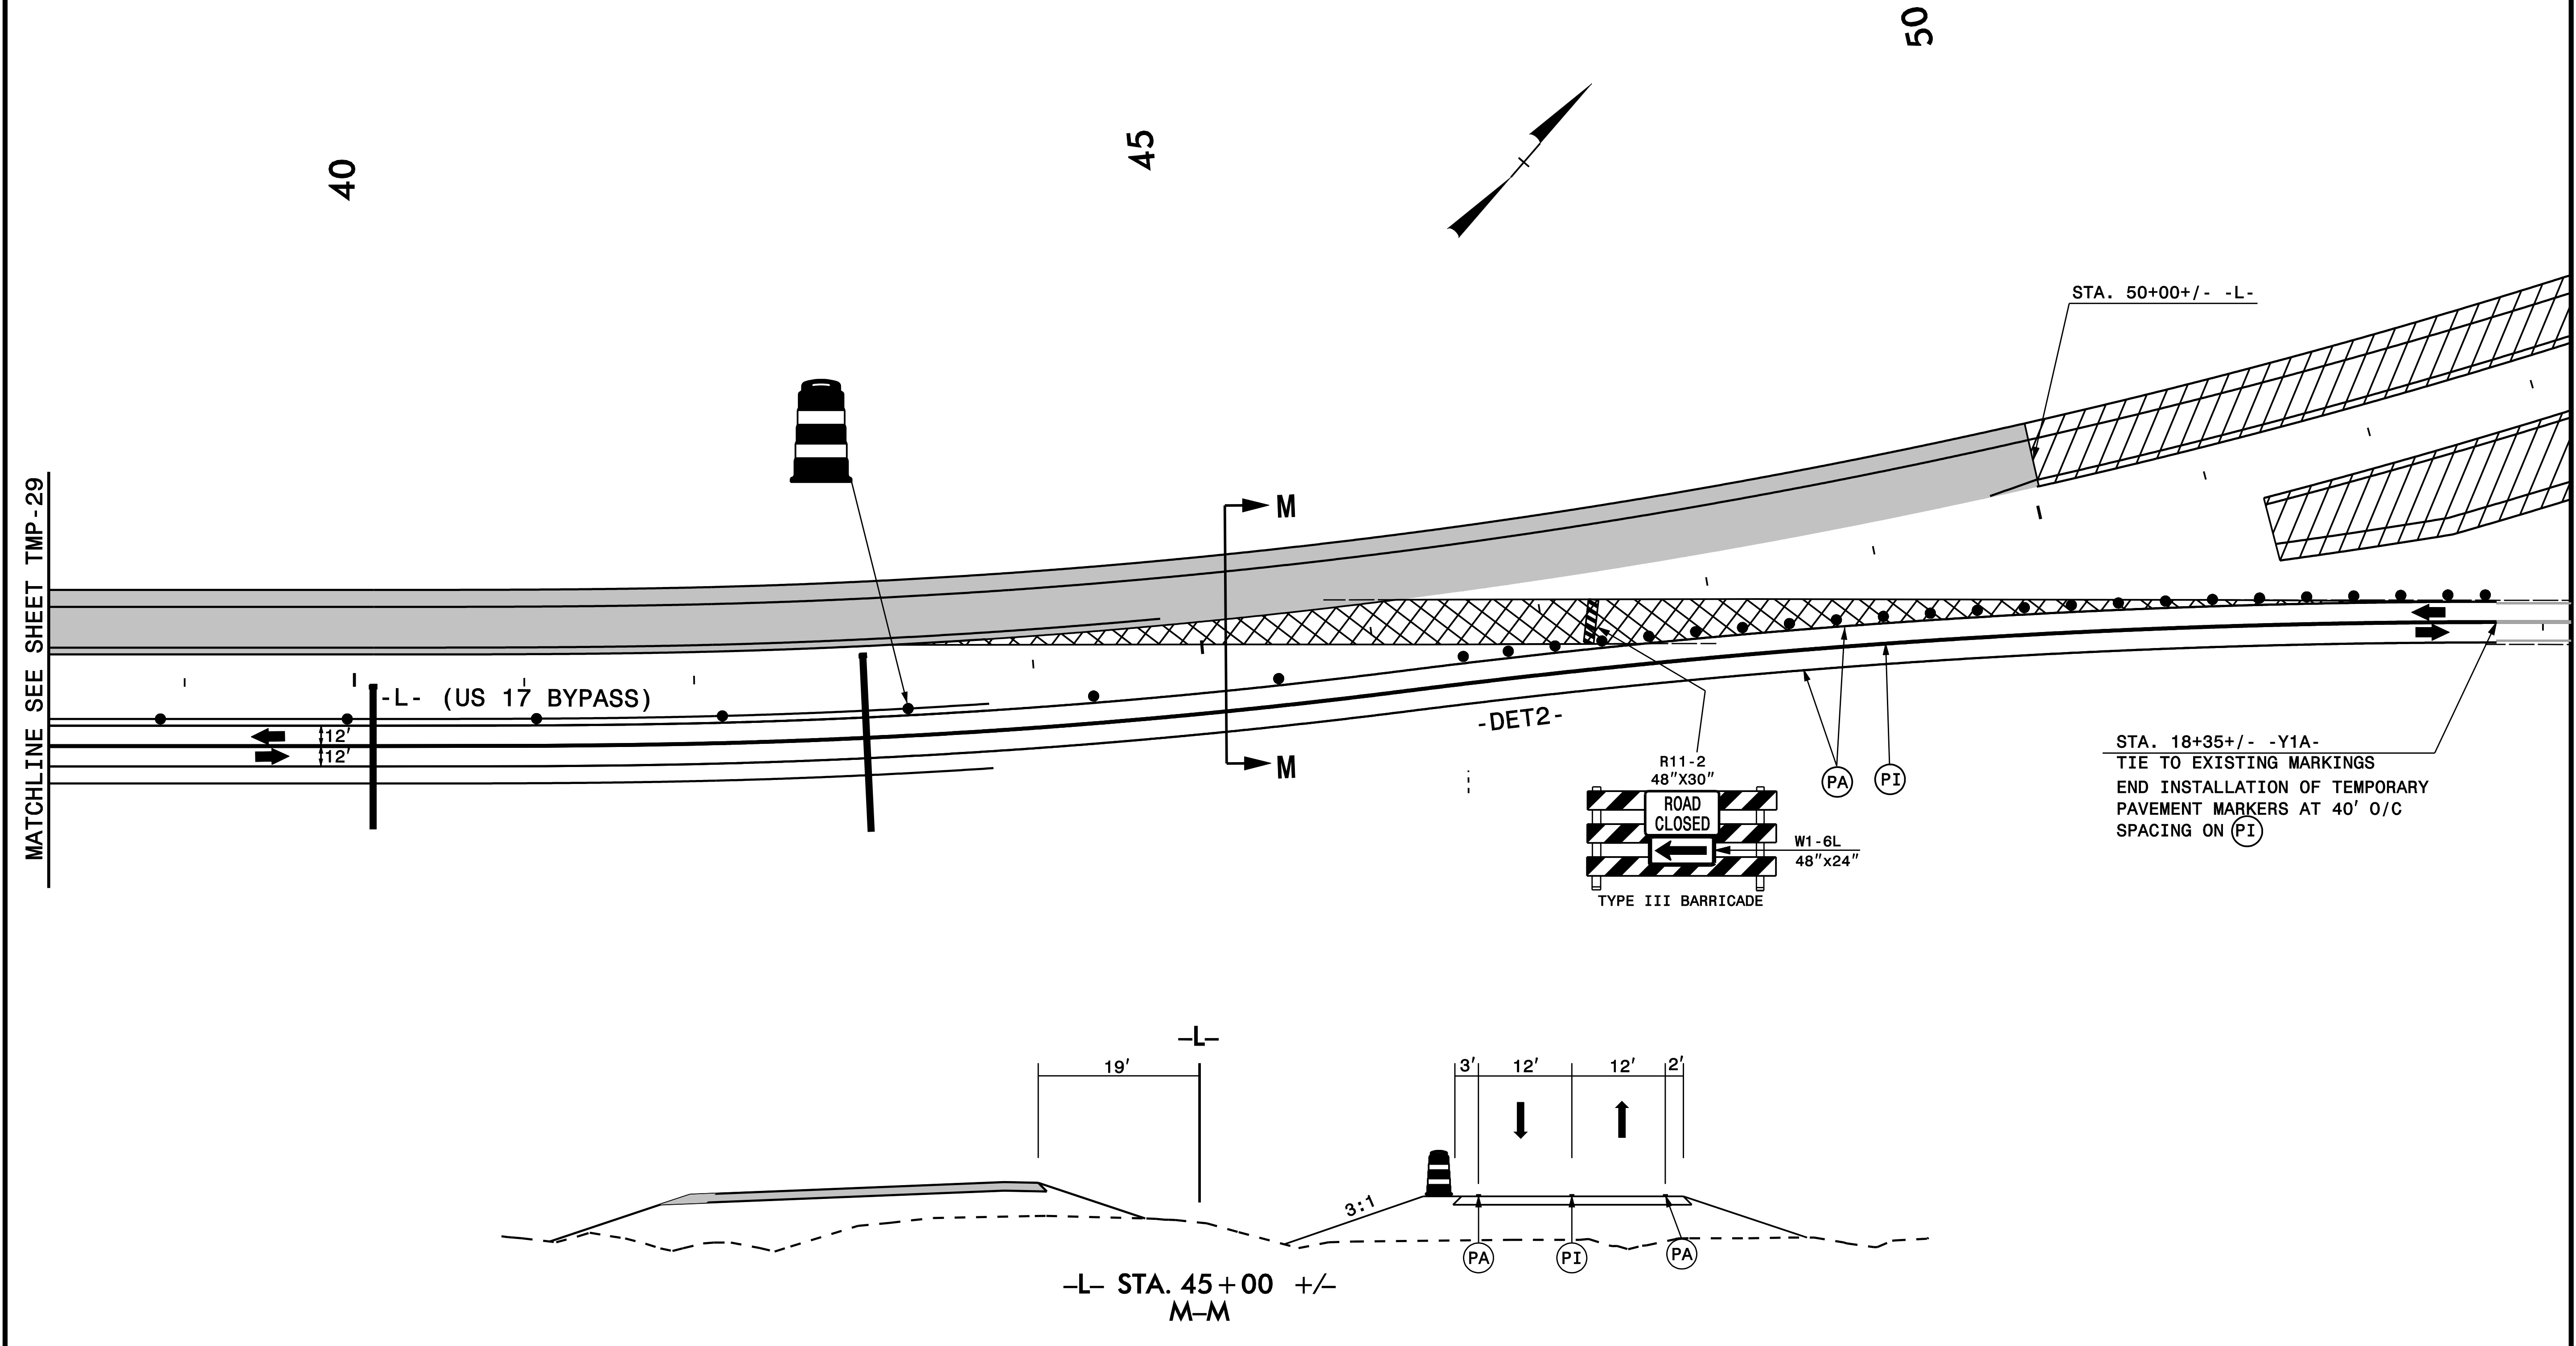 50
45
40
STA. 50+00+/- -L-
MATCHLINE SEE SHEET TMP-29
M
-L- (US 17 BYPASS)
12'
12'
M
-DET2-
R11-2
48"X30"
ROAD
CLOSED
W1-6L
48"x24"
TYPE III BARRICADE
PA
PI
STA. 18+35+/- -Y1A-
TIE TO EXISTING MARKINGS
END INSTALLATION OF TEMPORARY
PAVEMENT MARKERS AT 40' O/C
SPACING ON PI
–L–
19'
3' 12' 12' 2'
3:1
PA PI PA
–L– STA. 45+00 +/–
M–M